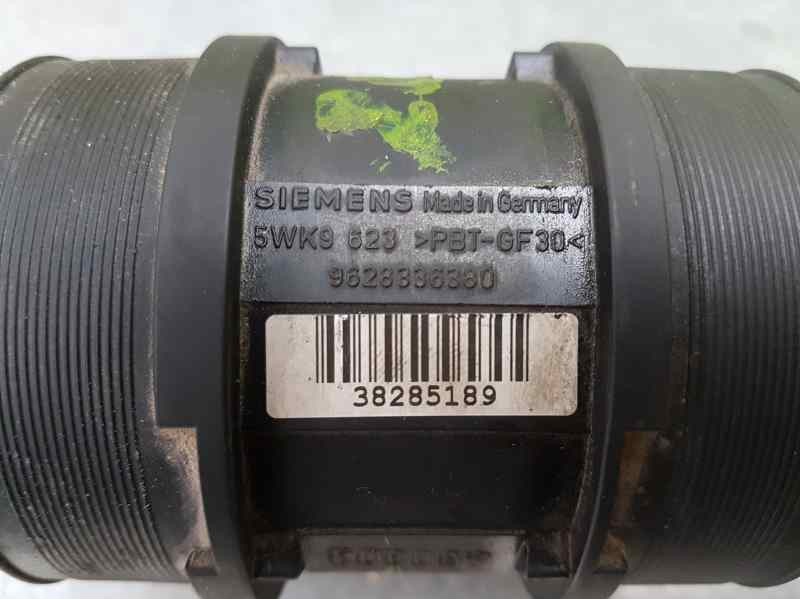 SIEMENS Made in Germany
5WK9 623 >PBT-GF30<
9628336380
38285189